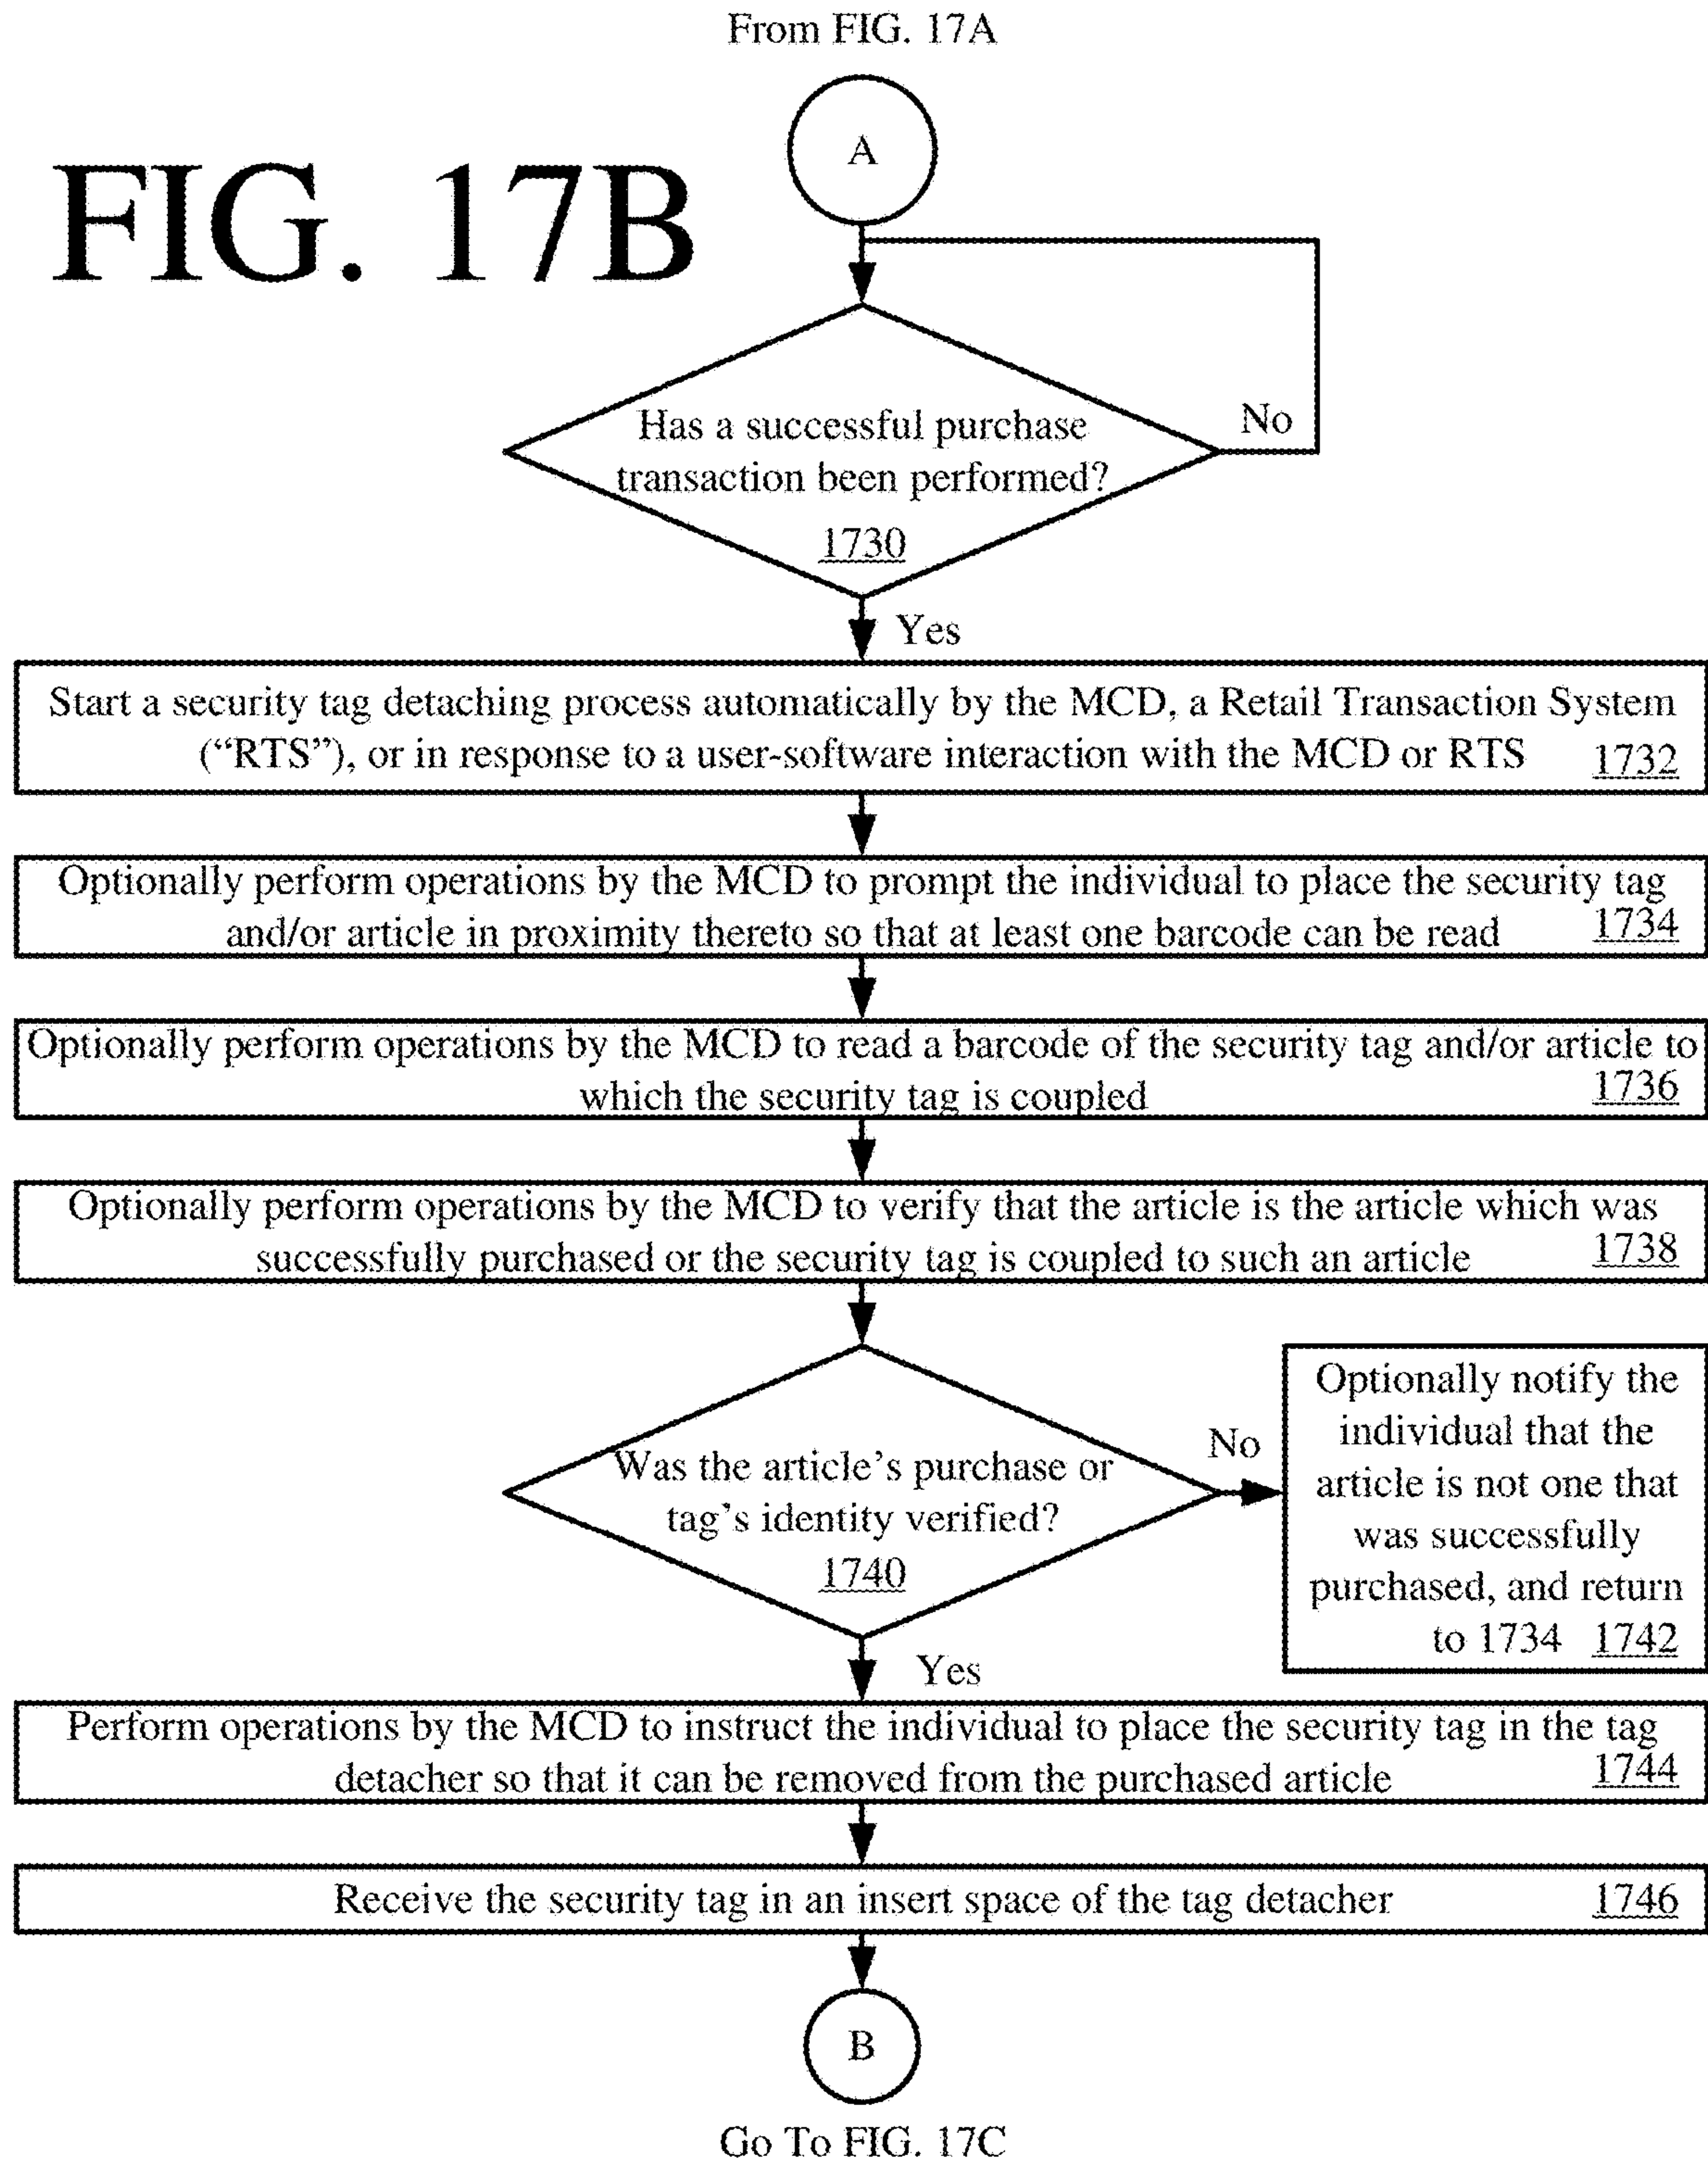 From FIG. 17A
A
FIG. 17B
Has a successful purchase
transaction been performed?
1730
No
Yes
Start a security tag detaching process automatically by the MCD, a Retail Transaction System
(“RTS”), or in response to a user-software interaction with the MCD or RTS 1732
Optionally perform operations by the MCD to prompt the individual to place the security tag
and/or article in proximity thereto so that at least one barcode can be read 1734
Optionally perform operations by the MCD to read a barcode of the security tag and/or article to
which the security tag is coupled 1736
Optionally perform operations by the MCD to verify that the article is the article which was
successfully purchased or the security tag is coupled to such an article 1738
Was the article’s purchase or
tag’s identity verified?
1740
No
Optionally notify the
individual that the
article is not one that
was successfully
purchased, and return
to 1734 1742
Yes
Perform operations by the MCD to instruct the individual to place the security tag in the tag
detacher so that it can be removed from the purchased article 1744
Receive the security tag in an insert space of the tag detacher 1746
B
Go To FIG. 17C